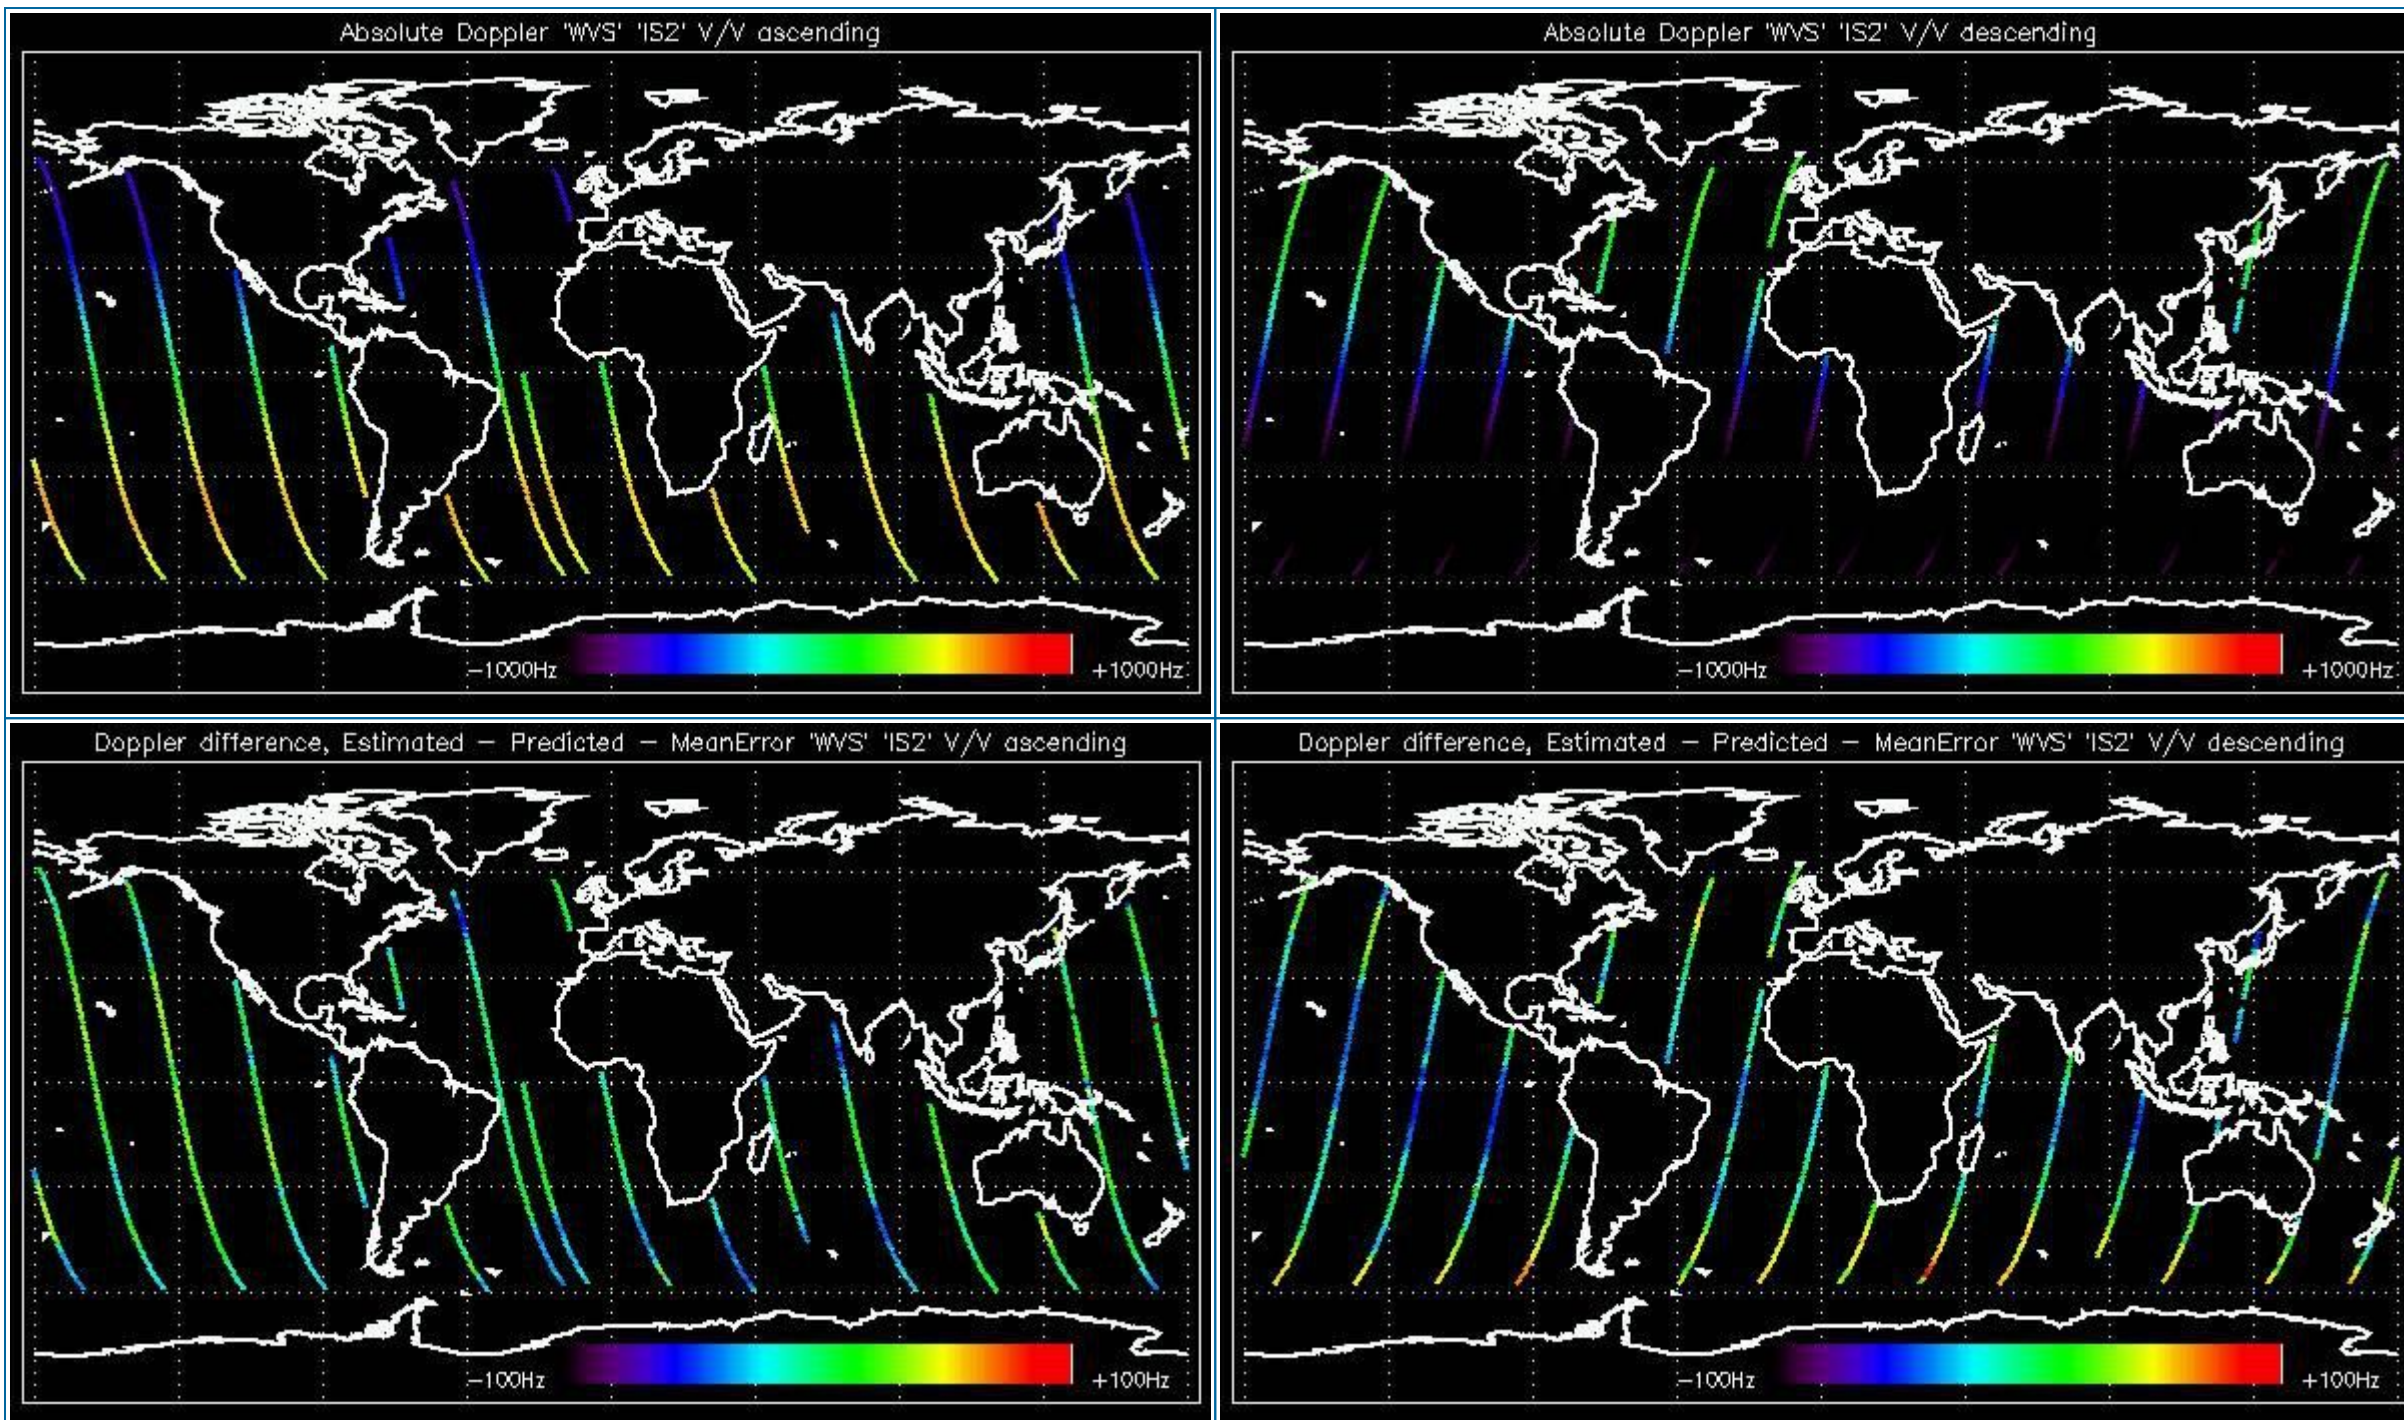 Absolute Doppler 'WVS' 'IS2' V/V ascending
-1000Hz +1000Hz
Absolute Doppler 'WVS' 'IS2' V/V descending
-1000Hz +1000Hz
Doppler difference, Estimated - Predicted - MeanError 'WVS' 'IS2' V/V ascending
-100Hz +100Hz
Doppler difference, Estimated - Predicted - MeanError 'WVS' 'IS2' V/V descending
-100Hz +100Hz